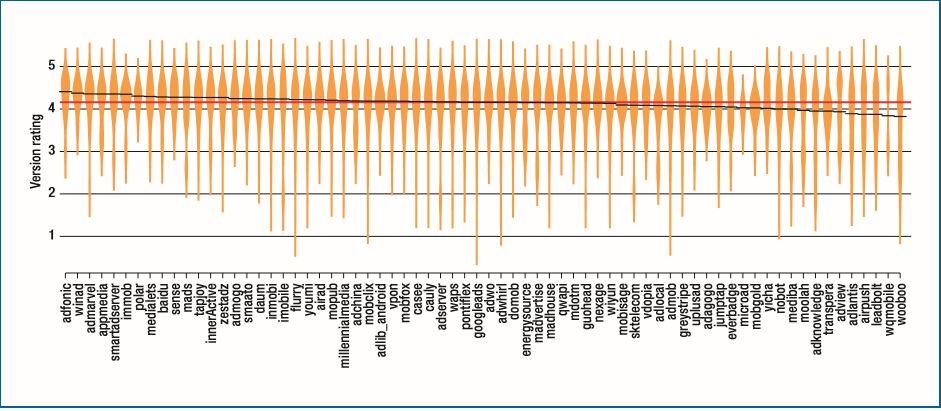 Version rating
5
4
3
2
1
adfonic
winad
admarvel
appmedia
smartadserver
inmob
polar
medialets
baidu
sense
mads
tapjoy
innerActive
zestadz
admogo
smaato
daum
inmobi
imobile
flurry
youmi
airad
mopub
millennialmedia
adchina
mobclix
adlib_android
vpon
mobfox
casee
cauly
adserver
waps
pontiflex
googleads
adwo
adwhirl
domob
energysource
madvertise
madhouse
qwapi
mdotm
guohead
nexage
wiyun
mobisage
sktelecom
vdopia
adlocal
admob
greystripe
uplusad
adagogo
jumptap
everbadge
microad
mobgold
yicha
nobot
mediba
moolah
adknowledge
transpera
adview
adlantis
airpush
leadbolt
wqmobile
wooboo